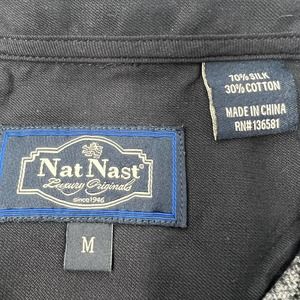 70% SILK
30% COTTON
MADE IN CHINA
RN# 136581
Nat Nast
Luxury Originals
since 1946
M